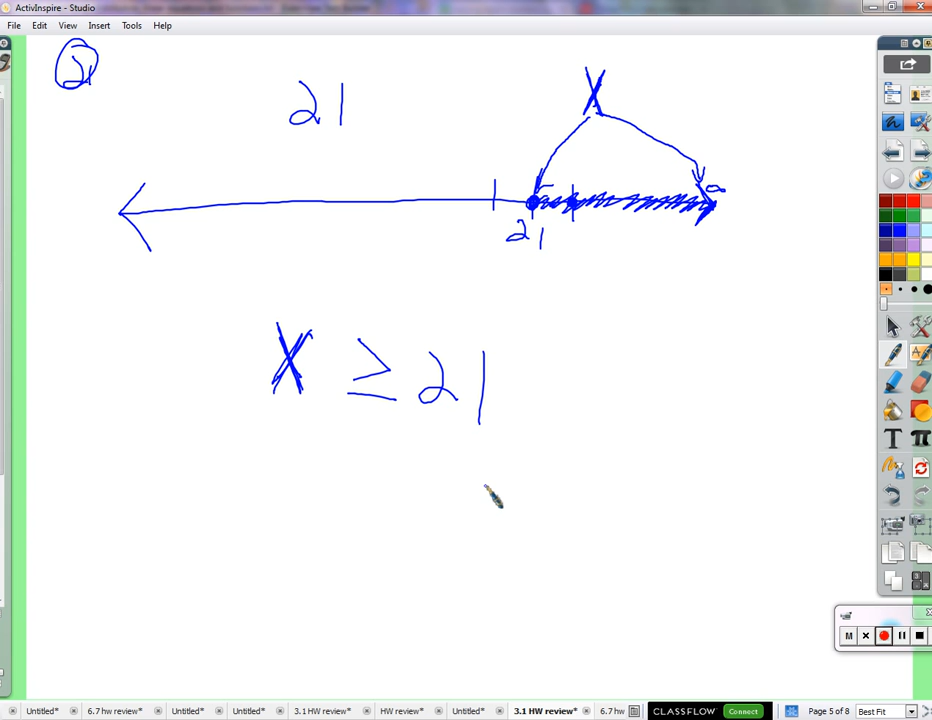 ActivInspire - Studio
File Edit View Insert Tools Help
2
21
X
21
∞
X ≥ 21
M
Untitled* Untitled* 6.7 hw review* Untitled* Untitled* 3.1 HW review* HW review* Untitled* 3.1 HW review* 6.7 hw CLASSFLOW Connect Page 5 of 8 Best Fit